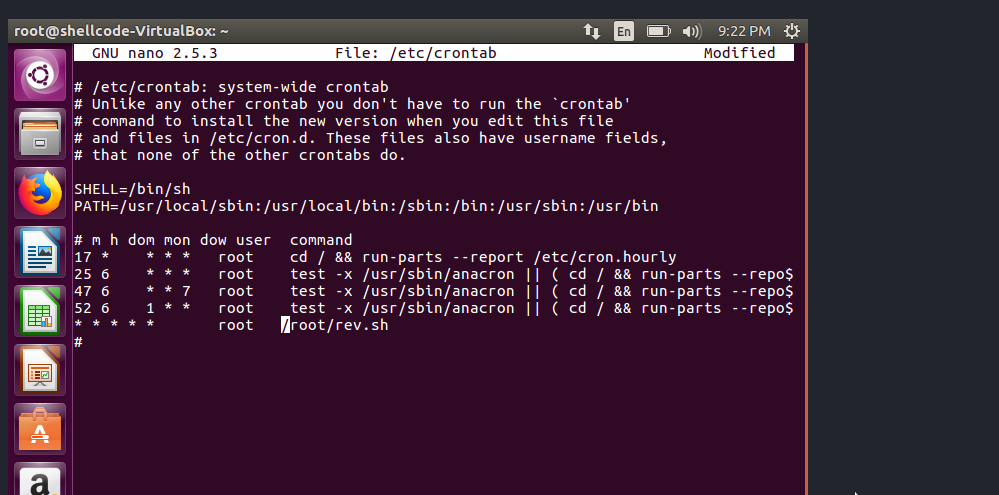 root@shellcode-VirtualBox: ~ En 9:22 PM
GNU nano 2.5.3 File: /etc/crontab Modified
# /etc/crontab: system-wide crontab
# Unlike any other crontab you don't have to run the `crontab'
# command to install the new version when you edit this file
# and files in /etc/cron.d. These files also have username fields,
# that none of the other crontabs do.
SHELL=/bin/sh
PATH=/usr/local/sbin:/usr/local/bin:/sbin:/bin:/usr/sbin:/usr/bin
# m h dom mon dow user  command
17 *    * * *   root    cd / && run-parts --report /etc/cron.hourly
25 6    * * *   root    test -x /usr/sbin/anacron || ( cd / && run-parts --repo$
47 6    * * 7   root    test -x /usr/sbin/anacron || ( cd / && run-parts --repo$
52 6    1 * *   root    test -x /usr/sbin/anacron || ( cd / && run-parts --repo$
* * * * *       root   /root/rev.sh
#
a